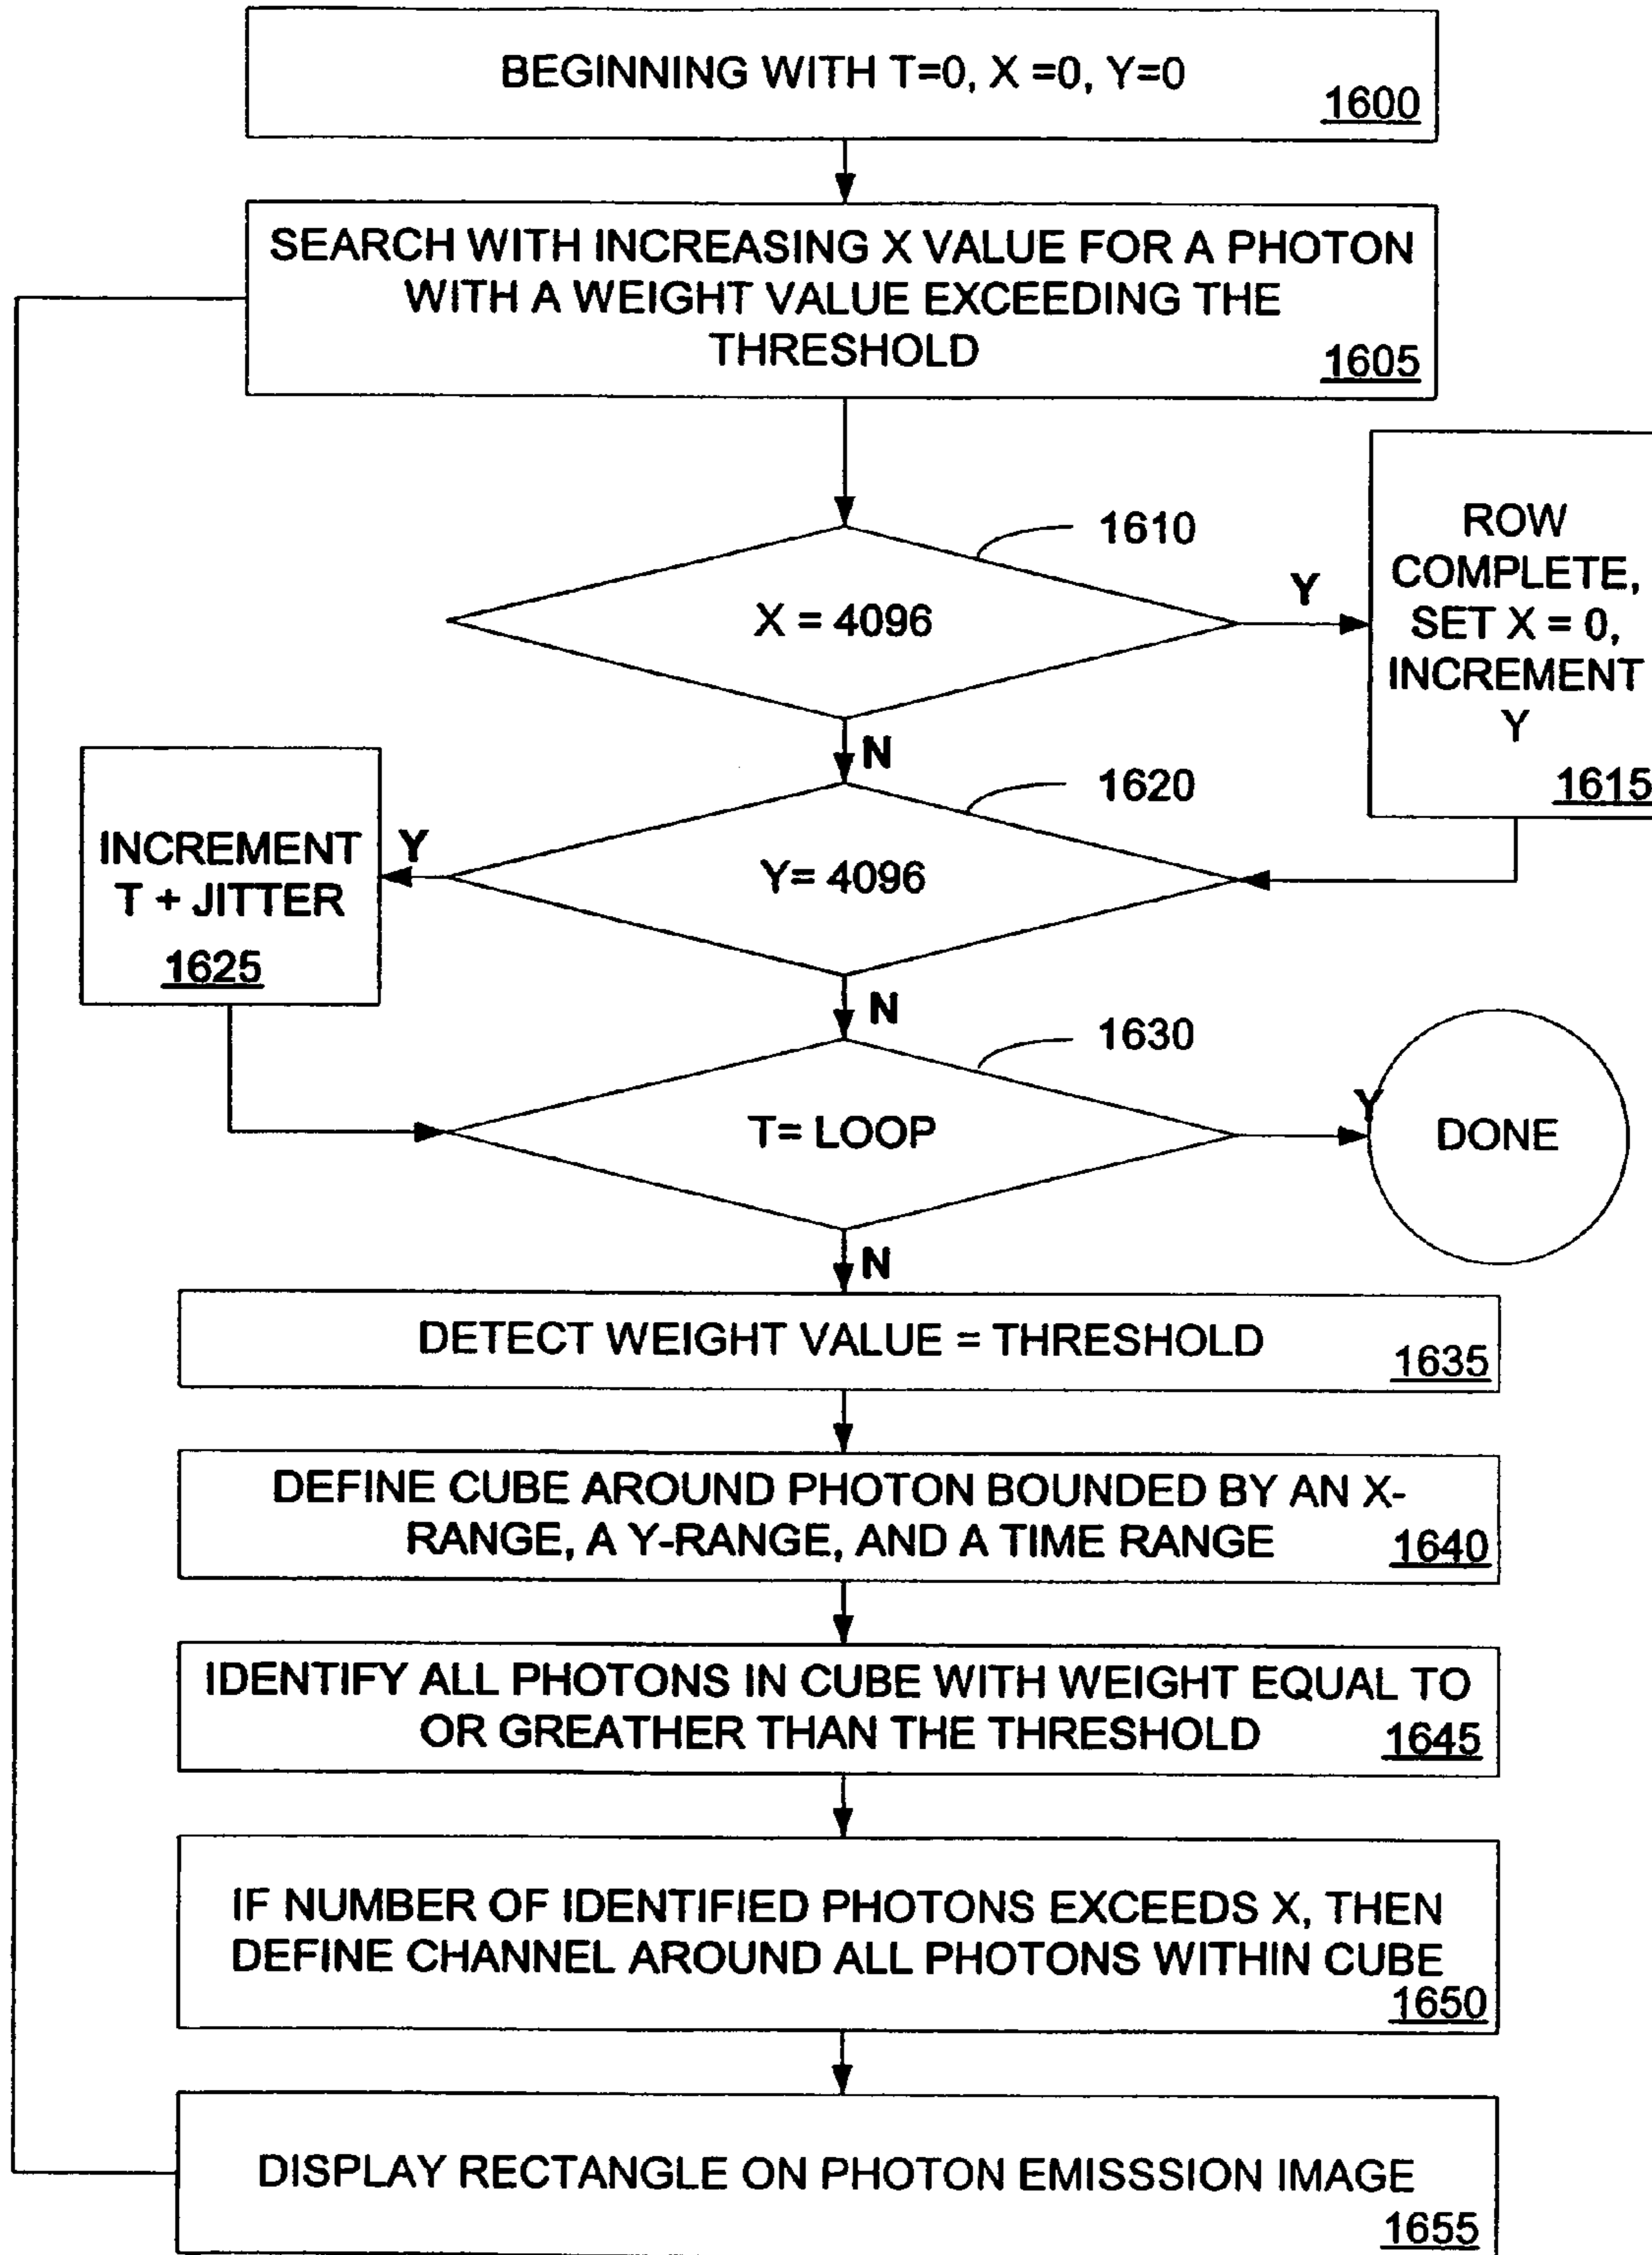 BEGINNING WITH T=0, X =0, Y=0
1600
SEARCH WITH INCREASING X VALUE FOR A PHOTON
WITH A WEIGHT VALUE EXCEEDING THE
THRESHOLD
1605
1610
X = 4096
Y
ROW
COMPLETE,
SET X = 0,
INCREMENT
Y
1615
N
1620
Y= 4096
Y
INCREMENT
T + JITTER
1625
N
1630
T= LOOP
Y
DONE
N
DETECT WEIGHT VALUE = THRESHOLD
1635
DEFINE CUBE AROUND PHOTON BOUNDED BY AN X-
RANGE, A Y-RANGE, AND A TIME RANGE
1640
IDENTIFY ALL PHOTONS IN CUBE WITH WEIGHT EQUAL TO
OR GREATHER THAN THE THRESHOLD
1645
IF NUMBER OF IDENTIFIED PHOTONS EXCEEDS X, THEN
DEFINE CHANNEL AROUND ALL PHOTONS WITHIN CUBE
1650
DISPLAY RECTANGLE ON PHOTON EMISSSION IMAGE
1655